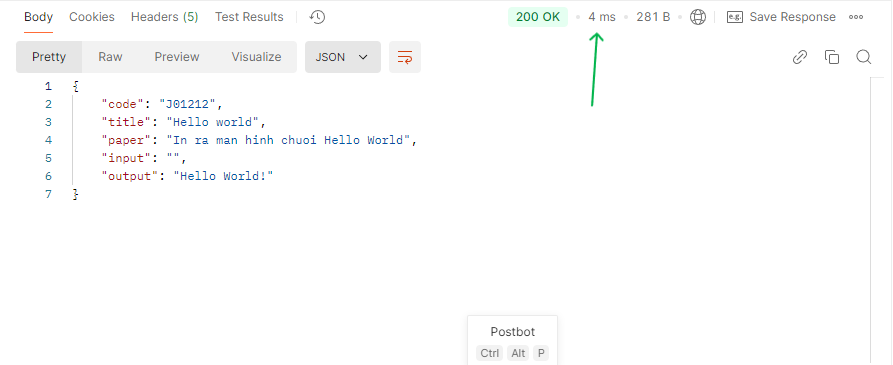 Body Cookies Headers (5) Test Results 200 OK 4 ms 281 B e.g. Save Response
Pretty Raw Preview Visualize JSON
1 {
2 "code": "J01212",
3 "title": "Hello world",
4 "paper": "In ra man hinh chuoi Hello World",
5 "input": "",
6 "output": "Hello World!"
7 }
Postbot
Ctrl Alt P